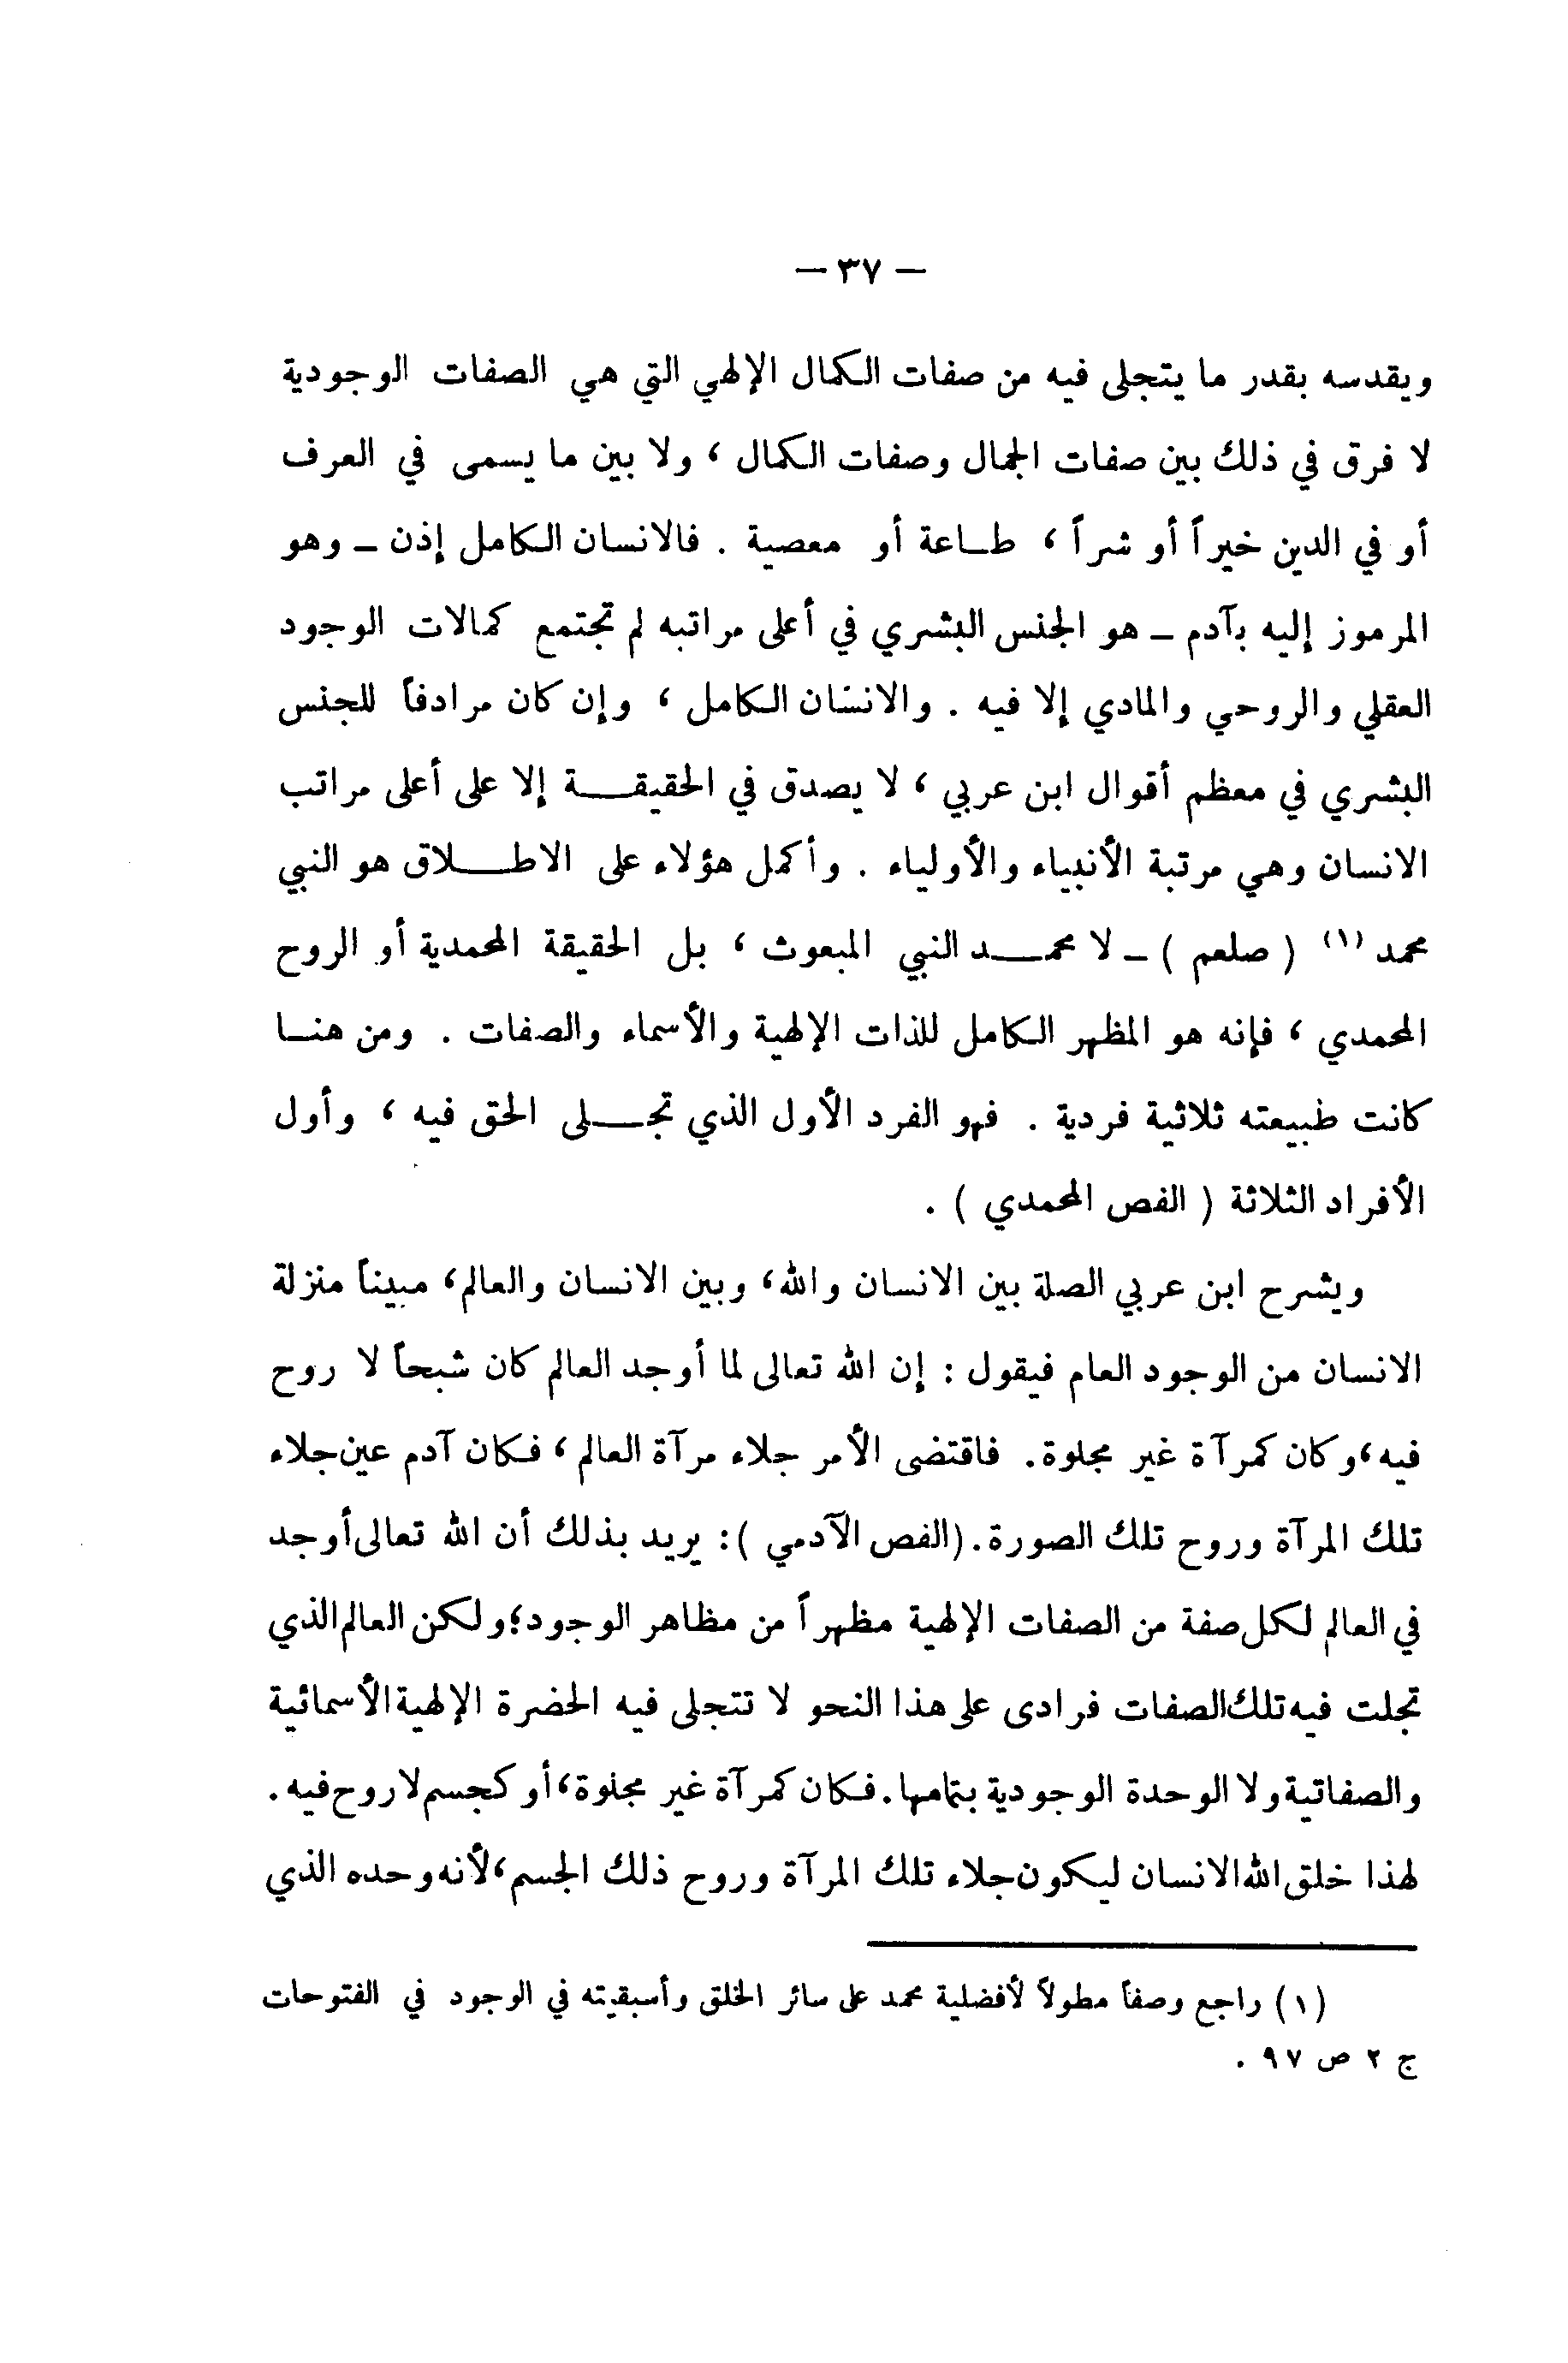 — ٣٧ —
ويقدسه بقدر ما يتجلى فيه من صفات الكمال الإلهي التي هي الصفات الوجودية
لا فرق في ذلك بين صفات الجمال وصفات الكمال ، ولا بين ما يسمى في العرف
أو في الدين خيراً أو شراً ، طـاعة أو معصية . فالانسان الكامل إذن – وهو
المرموز إليه بآدم – هو الجنس البشري في أعلى مراتبه لم تجتمع كمالات الوجود
العقلي والروحي والمادي إلا فيه . والانسان الكامل ، وإن كان مرادفاً للجنس
البشري في معظم أقوال ابن عربي ، لا يصدق في الحقيقـــة إلا على أعلى مراتب
الانسان وهي مرتبة الأنبياء والأولياء . وأكمل هؤلاء على الاطـــلاق هو النبي
محمد (١) ( صلعم ) – لا محمـــد النبي المبعوث ، بل الحقيقة المحمدية أو الروح
المحمدي ، فإنه هو المظهر الكامل للذات الإلهية والأسماء والصفات . ومن هنـا
كانت طبيعته ثلاثية فردية . فهو الفرد الأول الذي تجـــلى الحق فيه ، وأول
الأفراد الثلاثة ( الفص المحمدي ) .
ويشرح ابن عربي الصلة بين الانسان والله، وبين الانسان والعالم، مبيناً منزلة
الانسان من الوجود العام فيقول : إن الله تعالى لما أوجد العالم كان شبحاً لا روح
فيه، وكان كمرآة غير مجلوة. فاقتضى الأمر جلاء مرآة العالم ، فكان آدم عين جلاء
تلك المرآة وروح تلك الصورة. (الفص الآدمي ): يريد بذلك أن الله تعالى أوجد
في العالم لكل صفة من الصفات الإلهية مظهراً من مظاهر الوجود؛ ولكن العالم الذي
تجلت فيه تلك الصفات فرادى على هذا النحو لا تتجلى فيه الحضرة الإلهية الأسمائية
والصفاتية ولا الوحدة الوجودية بتمامها. فكان كمرآة غير مجلوة، أو كجسم لا روح فيه.
لهذا خلق الله الانسان ليكون جلاء تلك المرآة وروح ذلك الجسم، لأنه وحده الذي
(١) راجع وصفاً مطولاً لأفضلية محمد على سائر الخلق وأسبقيته في الوجود في الفتوحات
ج ٢ ص ٩٧ .